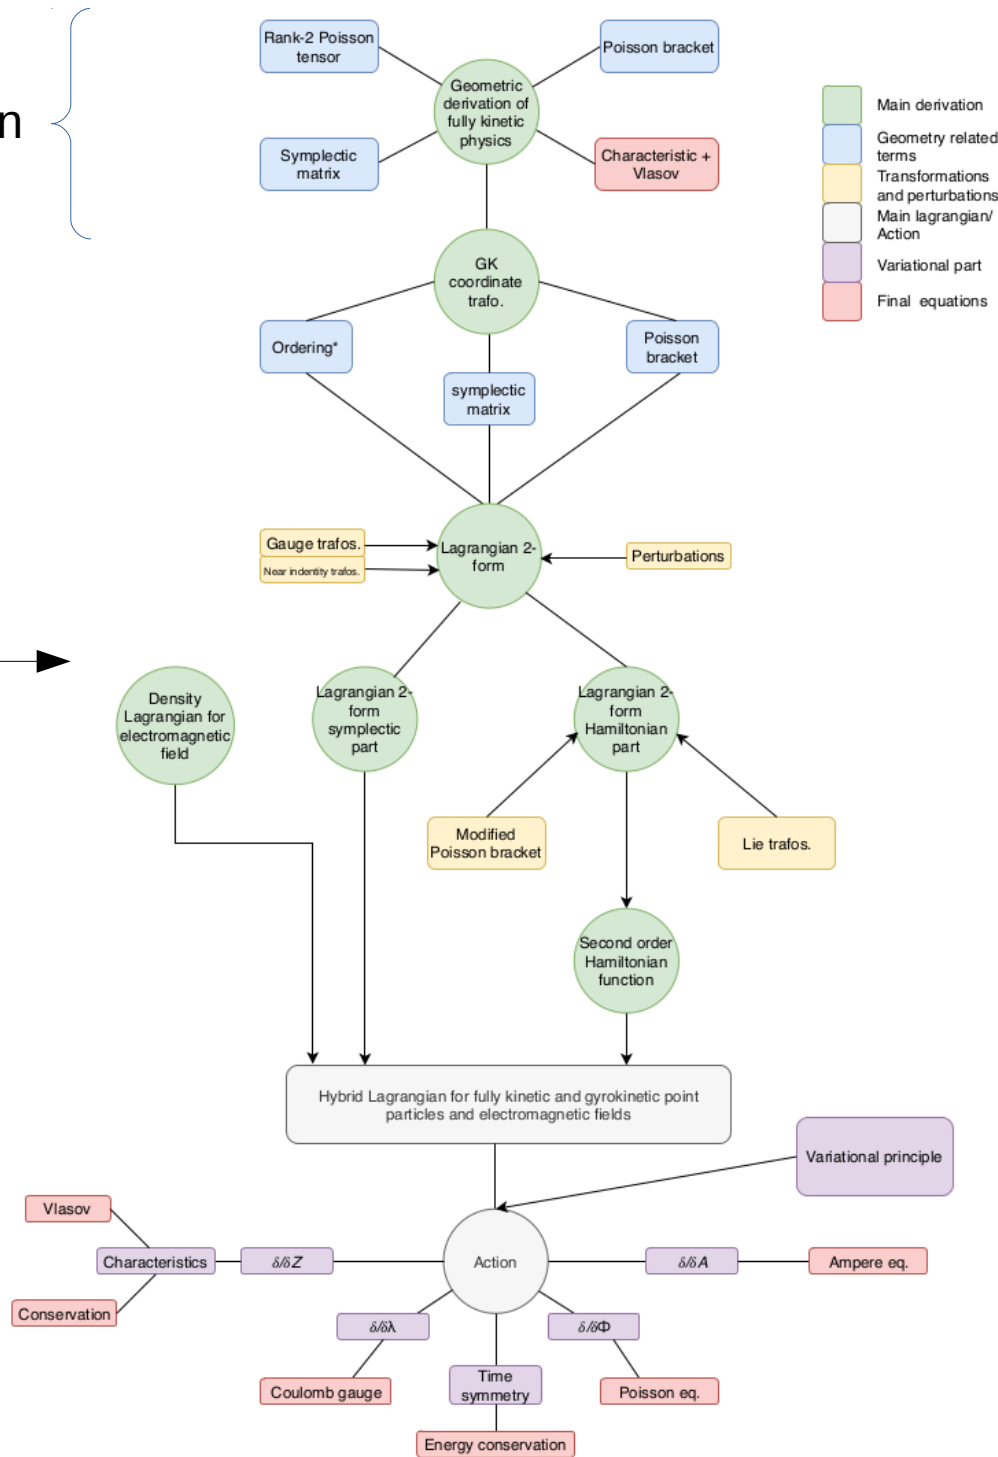 n
Rank-2 Poisson
tensor
Poisson bracket
Geometric
derivation of
fully kinetic
physics
Symplectic
matrix
Characteristic +
Vlasov
Main derivation
Geometry related
terms
Transformations
and perturbations
Main lagrangian/
Action
Variational part
Final equations
GK
coordinate
trafo.
Ordering*
Poisson
bracket
symplectic
matrix
Gauge trafos.
Near indentity trafos.
Lagrangian 2-
form
Perturbations
Density
Lagrangian for
electromagnetic
field
Lagrangian 2-
form
symplectic
part
Lagrangian 2-
form
Hamiltonian
part
Modified
Poisson bracket
Lie trafos.
Second order
Hamiltonian
function
Hybrid Lagrangian for fully kinetic and gyrokinetic point
particles and electromagnetic fields
Variational principle
Vlasov
Characteristics
δ/δZ
Action
δ/δA
Ampere eq.
Conservation
δ/δλ
δ/δΦ
Coulomb gauge
Time
symmetry
Poisson eq.
Energy conservation